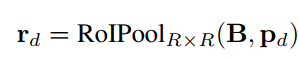 r_d = RoIPool_{R×R}(B, p_d)